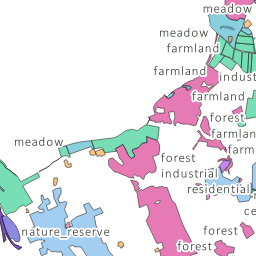 meadow
meadow
farmland
farmland
indust
farmland
forest
farmlan
meadow
farm
forest
industrial
residential
ce
nature_reserve
forest
forest